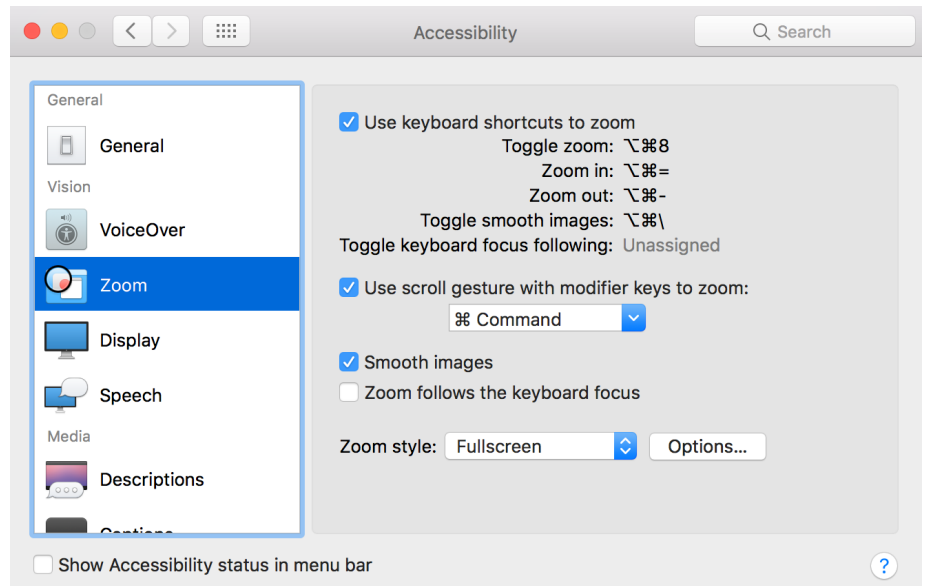 Accessibility
Search
General
General
Vision
VoiceOver
Zoom
Display
Speech
Media
Descriptions
Use keyboard shortcuts to zoom
Toggle zoom: ⌥⌘8
Zoom in: ⌥⌘=
Zoom out: ⌥⌘-
Toggle smooth images: ⌥⌘\
Toggle keyboard focus following: Unassigned
Use scroll gesture with modifier keys to zoom:
⌘ Command
Smooth images
Zoom follows the keyboard focus
Zoom style: Fullscreen Options...
Show Accessibility status in menu bar
?